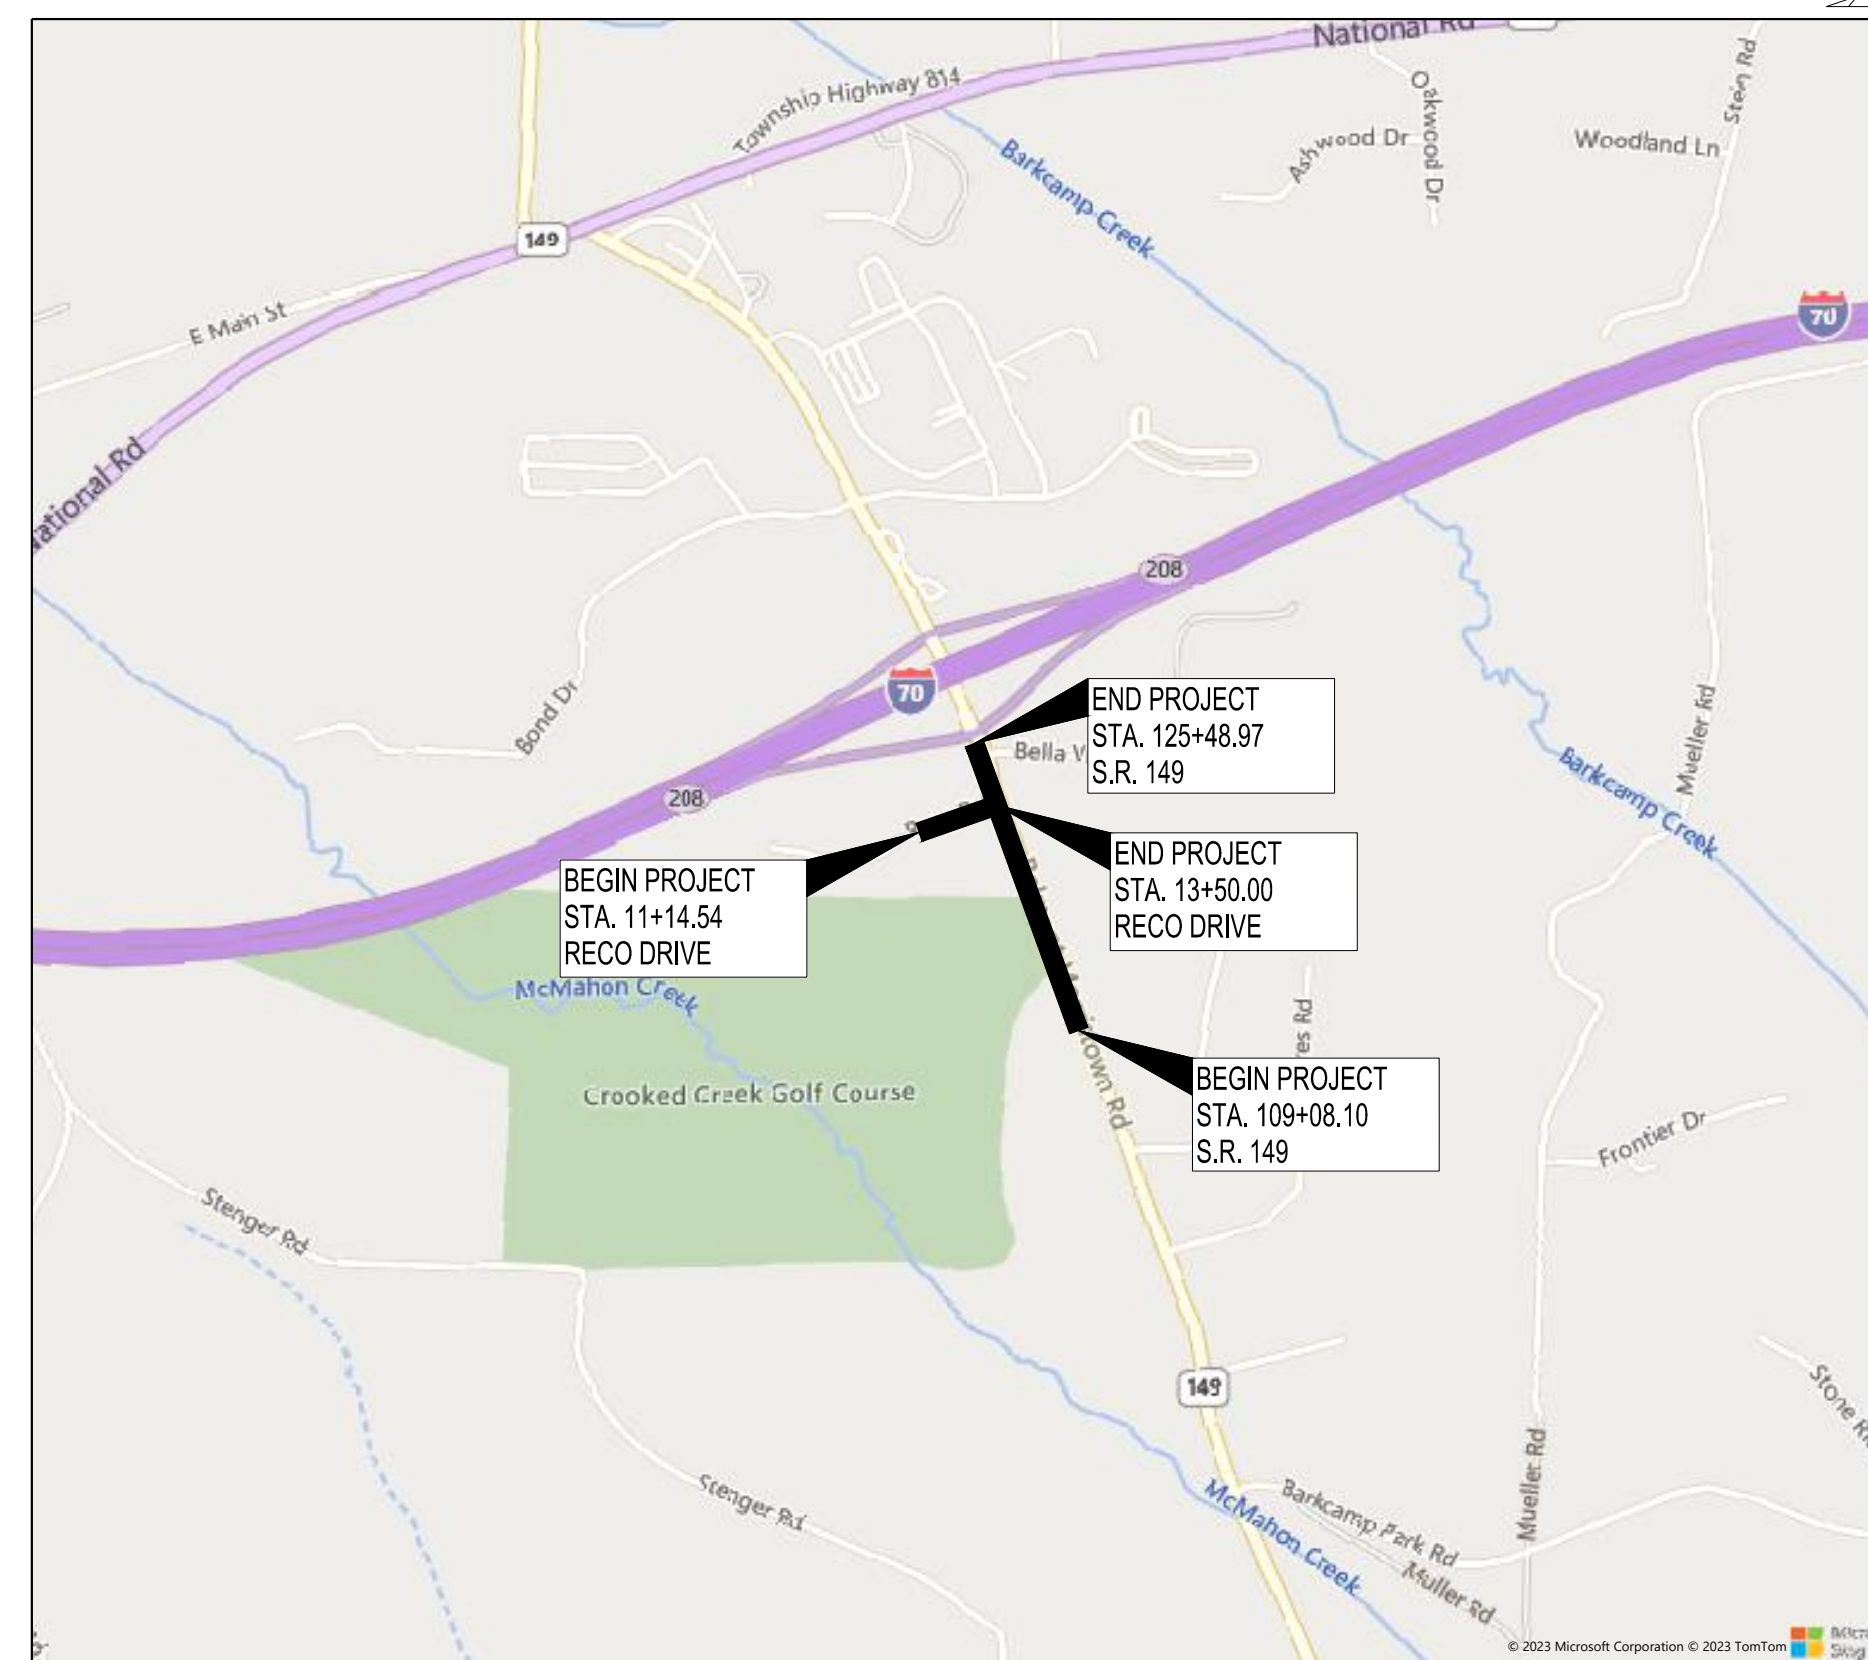 National Rd
Township Highway 814
Oakwood Dr
Stein Rd
Ashwood Dr
Woodland Ln
Barkcamp Creek
149
E Main St
70
National Rd
208
END PROJECT
STA. 125+48.97
S.R. 149
70
Bond Dr
Bella
Mueller Rd
Barkcamp Creek
208
END PROJECT
STA. 13+50.00
RECO DRIVE
BEGIN PROJECT
STA. 11+14.54
RECO DRIVE
McMahon Creek
Rd
BEGIN PROJECT
STA. 109+08.10
S.R. 149
Crooked Creek Golf Course
Frontier Dr
Stenger Rd
149
Stone
Mueller Rd
Stenger Rd
McMahon Creek
Barkcamp Park Rd
Muller Rd
© 2023 Microsoft Corporation © 2023 TomTom